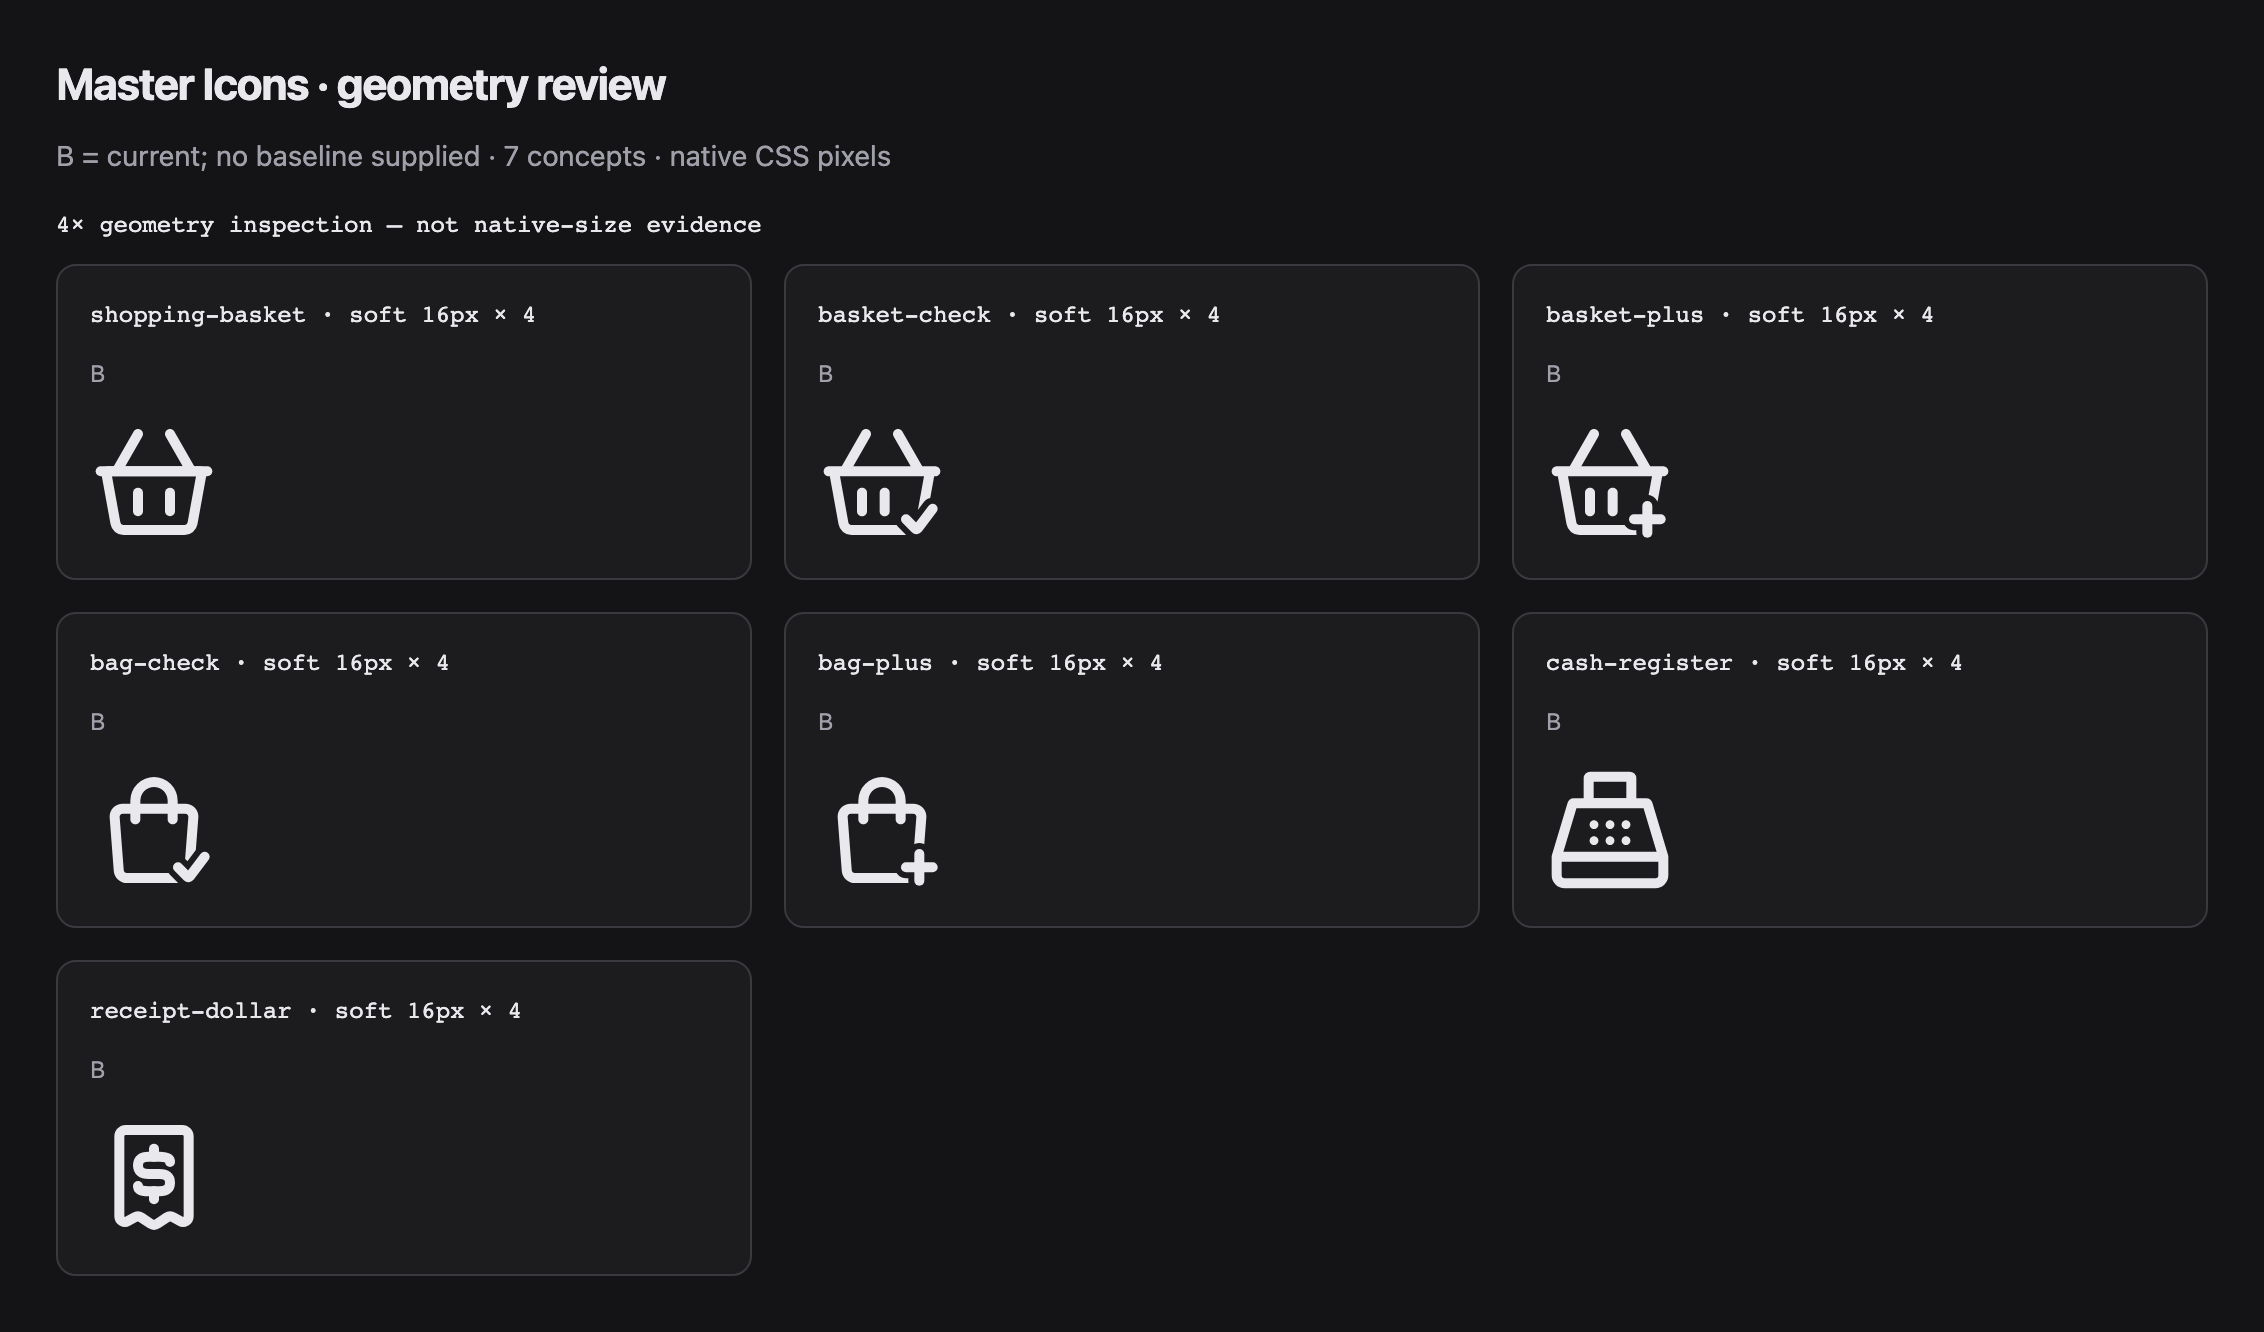 Master Icons · geometry review
B = current; no baseline supplied · 7 concepts · native CSS pixels
4× geometry inspection — not native-size evidence
shopping-basket · soft 16px × 4
B
basket-check · soft 16px × 4
B
basket-plus · soft 16px × 4
B
bag-check · soft 16px × 4
B
bag-plus · soft 16px × 4
B
cash-register · soft 16px × 4
B
receipt-dollar · soft 16px × 4
B
$